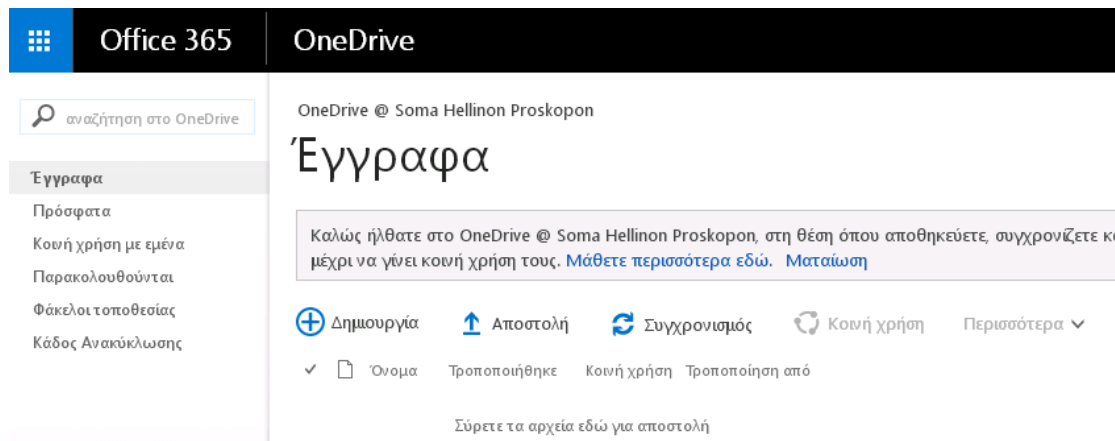 Office 365 OneDrive
αναζήτηση στο OneDrive
Έγγραφα
Πρόσφατα
Κοινή χρήση με εμένα
Παρακολουθούνται
Φάκελοι τοποθεσίας
Κάδος Ανακύκλωσης
OneDrive @ Soma Hellinon Proskopon
Έγγραφα
Καλώς ήλθατε στο OneDrive @ Soma Hellinon Proskopon, στη θέση όπου αποθηκεύετε, συγχρονίζετε κα
μέχρι να γίνει κοινή χρήση τους. Μάθετε περισσότερα εδώ. Ματαίωση
Δημιουργία Αποστολή Συγχρονισμός Κοινή χρήση Περισσότερα
Όνομα Τροποποιήθηκε Κοινή χρήση Τροποποίηση από
Σύρετε τα αρχεία εδώ για αποστολή